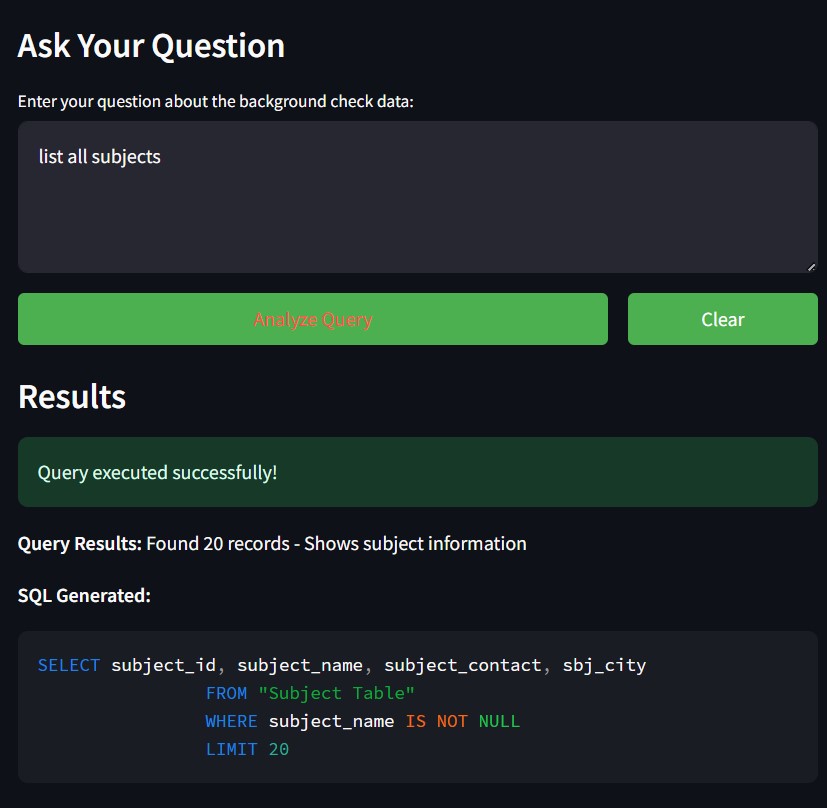 Ask Your Question
Enter your question about the background check data:
list all subjects
Analyze Query
Clear
Results
Query executed successfully!
Query Results: Found 20 records - Shows subject information
SQL Generated:
SELECT subject_id, subject_name, subject_contact, sbj_city
FROM "Subject Table"
WHERE subject_name IS NOT NULL
LIMIT 20